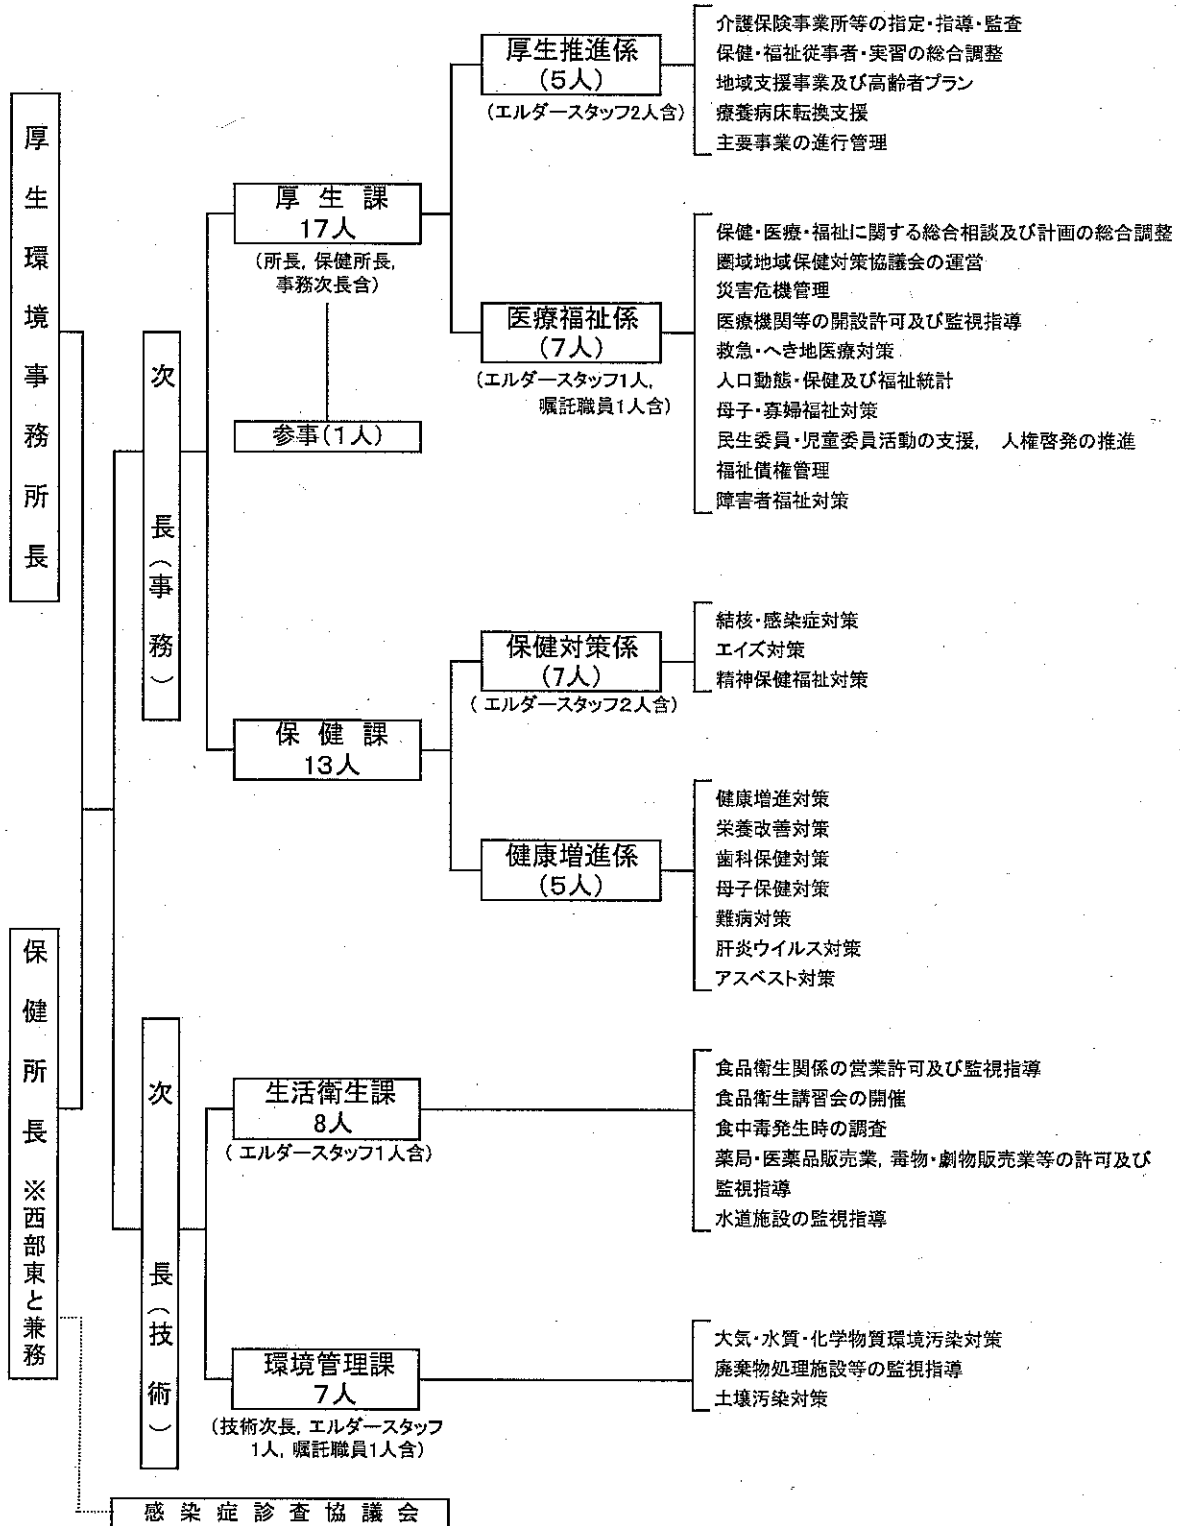 厚生環境事務所長
保健所長 ※西部東と兼務
次長(事務)
次長(技術)
厚生課
17人
(所長, 保健所長,
事務次長含)
参事(1人)
厚生推進係
(5人)
(エルダースタッフ2人含)
介護保険事業所等の指定・指導・監査
保健・福祉従事者・実習の総合調整
地域支援事業及び高齢者プラン
療養病床転換支援
主要事業の進行管理
医療福祉係
(7人)
(エルダースタッフ1人,
嘱託職員1人含)
保健・医療・福祉に関する総合相談及び計画の総合調整
圏域地域保健対策協議会の運営
災害危機管理
医療機関等の開設許可及び監視指導
救急・へき地医療対策
人口動態・保健及び福祉統計
母子・寡婦福祉対策
民生委員・児童委員活動の支援, 人権啓発の推進
福祉債権管理
障害者福祉対策
保健課
13人
保健対策係
(7人)
(エルダースタッフ2人含)
結核・感染症対策
エイズ対策
精神保健福祉対策
健康増進係
(5人)
健康増進対策
栄養改善対策
歯科保健対策
母子保健対策
難病対策
肝炎ウイルス対策
アスベスト対策
生活衛生課
8人
(エルダースタッフ1人含)
食品衛生関係の営業許可及び監視指導
食品衛生講習会の開催
食中毒発生時の調査
薬局・医薬品販売業, 毒物・劇物販売業等の許可及び
監視指導
水道施設の監視指導
環境管理課
7人
(技術次長, エルダースタッフ
1人, 嘱託職員1人含)
大気・水質・化学物質環境汚染対策
廃棄物処理施設等の監視指導
土壌汚染対策
感染症診査協議会